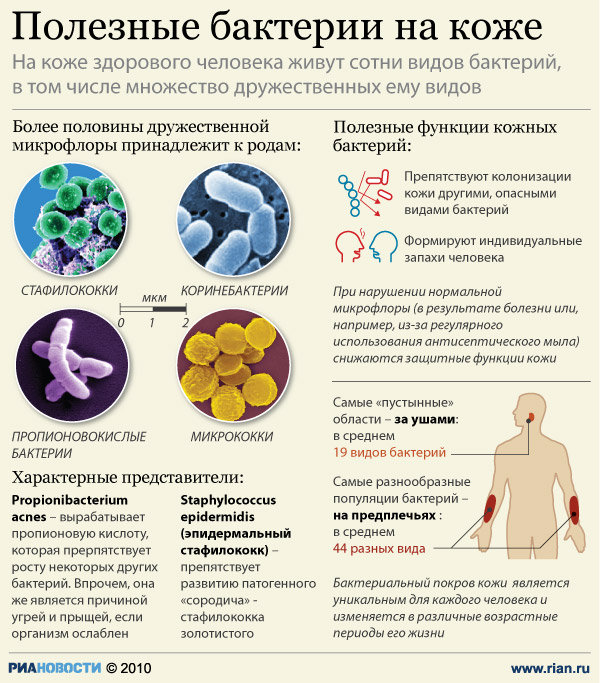 Полезные бактерии на коже
На коже здорового человека живут сотни видов бактерий,
в том числе множество дружественных ему видов
Более половины дружественной
микрофлоры принадлежит к родам:
СТАФИЛОКОККИ
КОРИНЕБАКТЕРИИ
мкм
0 1 2
ПРОПИОНОВОКИСЛЫЕ
БАКТЕРИИ
МИКРОКОККИ
Характерные представители:
Propionibacterium
acnes – вырабатывает
пропионовую кислоту,
которая прерпятствует
росту некоторых других
бактерий. Впрочем, она
же является причиной
угрей и прыщей, если
организм ослаблен
Staphylococcus
epidermidis
(эпидермальный
стафилококк) –
препятствует
развитию патогенного
«сородича» -
стафилококка
золотистого
Полезные функции кожных
бактерий:
Препятствуют колонизации
кожи другими, опасными
видами бактерий
Формируют индивидуальные
запахи человека
При нарушении нормальной
микрофлоры (в результате болезни или,
например, из-за регулярного
использования антисептического мыла)
снижаются защитные функции кожи
Самые «пустынные»
области – за ушами:
в среднем
19 видов бактерий
Самые разнообразные
популяции бактерий –
на предплечьях :
в среднем
44 разных вида
Бактериальный покров кожи является
уникальным для каждого человека и
изменяется в различные возрастные
периоды его жизни
РИАНОВОСТИ © 2010
www.rian.ru